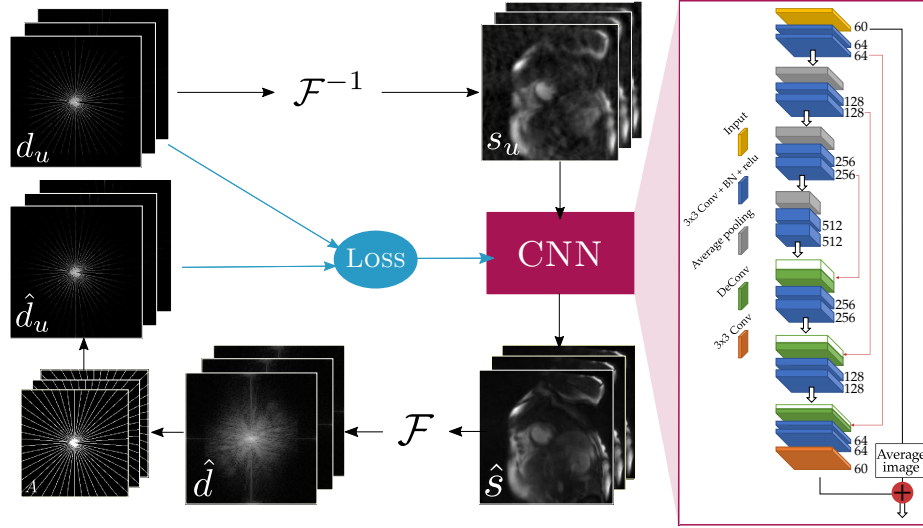 d_u
F^{-1}
s_u
d̂_u
Loss
CNN
A
d̂
F
ŝ
Input
3x3 Conv + BN + relu
Average pooling
DeConv
3x3 Conv
60
64
64
128
128
256
256
512
512
256
256
128
128
64
64
60
Average
image
+